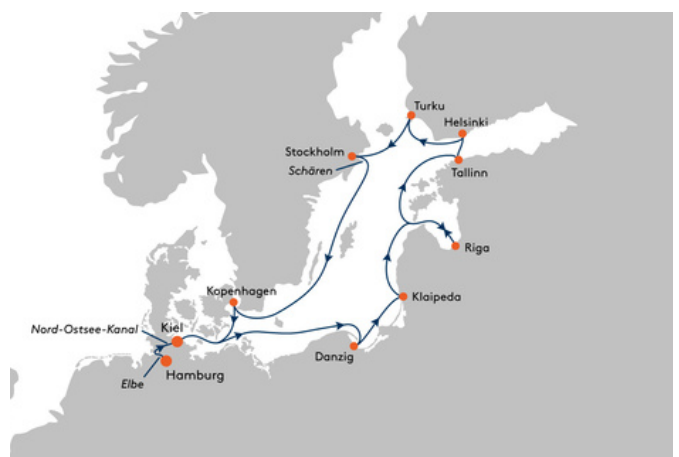 Turku
Helsinki
Stockholm
Schären
Tallinn
Riga
Kopenhagen
Klaipeda
Nord-Ostsee-Kanal
Kiel
Danzig
Hamburg
Elbe